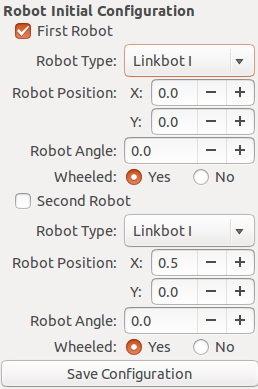 Robot Initial Configuration
First Robot
Robot Type: Linkbot I
Robot Position: X: 0.0 − +
Y: 0.0 − +
Robot Angle: 0.0 − +
Wheeled: Yes No
Second Robot
Robot Type: Linkbot I
Robot Position: X: 0.5 − +
Y: 0.0 − +
Robot Angle: 0.0 − +
Wheeled: Yes No
Save Configuration